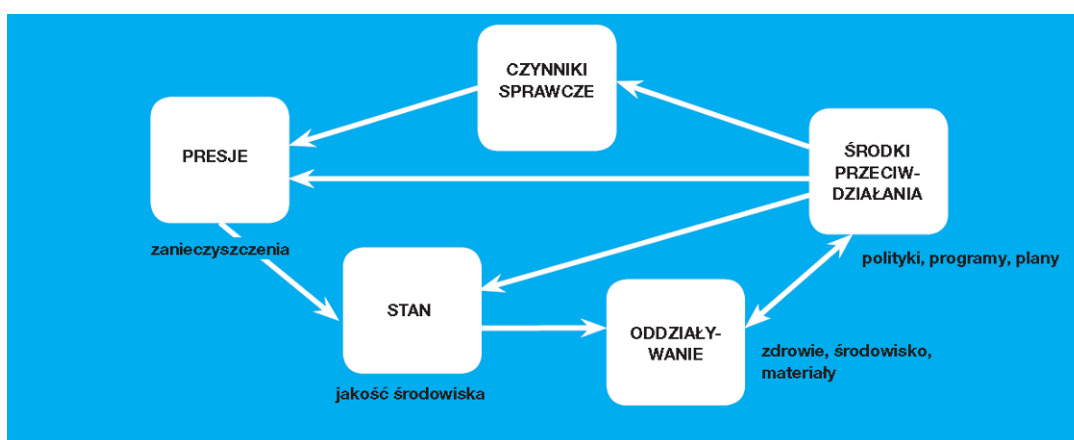 CZYNNIKI
SPRAWCZE
PRESJE
ŚRODKI
PRZECIW-
DZIAŁANIA
zanieczyszczenia
polityki, programy, plany
STAN
ODDZIAŁY-
WANIE
zdrowie, środowisko,
materiały
jakość środowiska